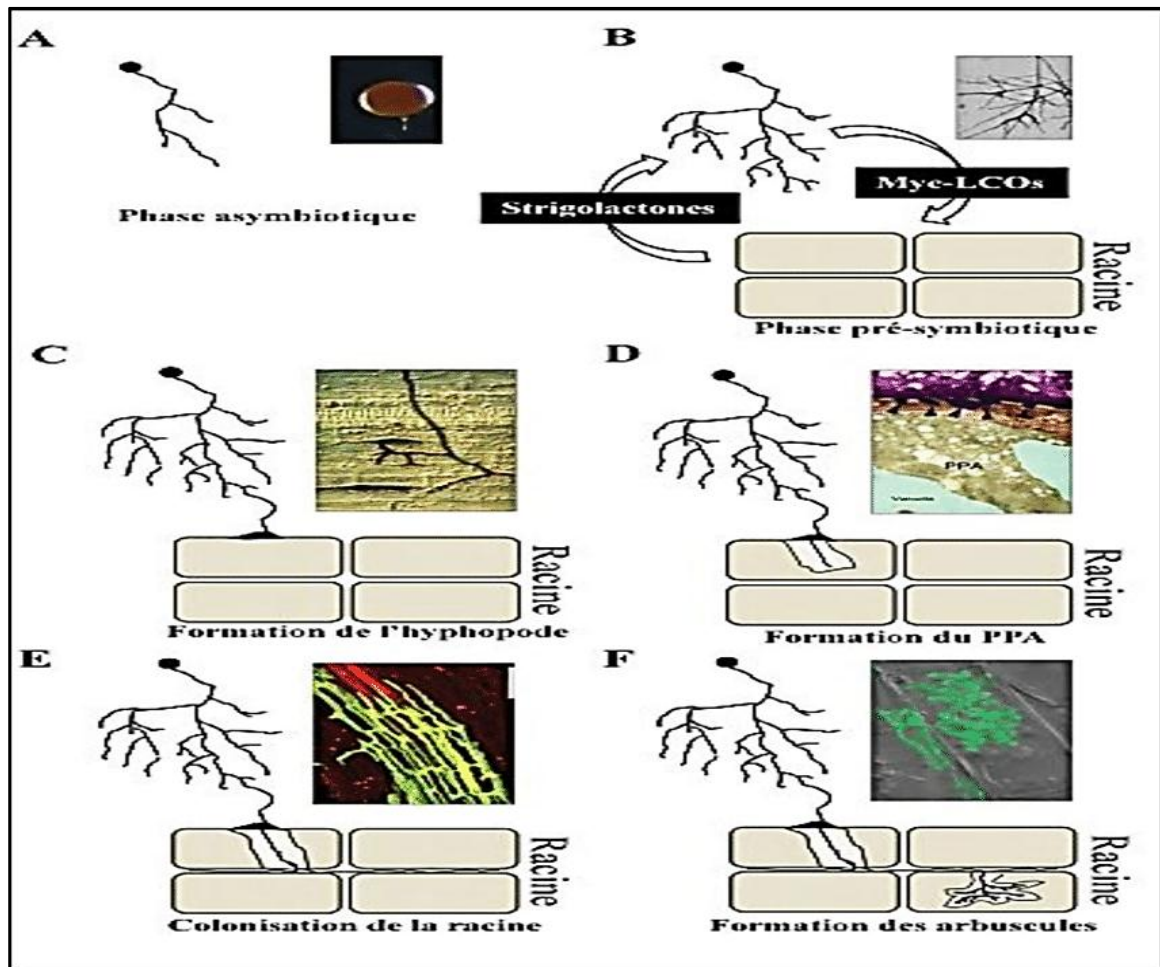 A
Phase asymbiotique
B
Strigolactones
Myc-LCOs
Racine
Phase pré-symbiotique
C
Racine
Formation de l'hyphopode
D
PPA
Racine
Formation du PPA
E
Racine
Colonisation de la racine
F
Racine
Formation des arbuscules